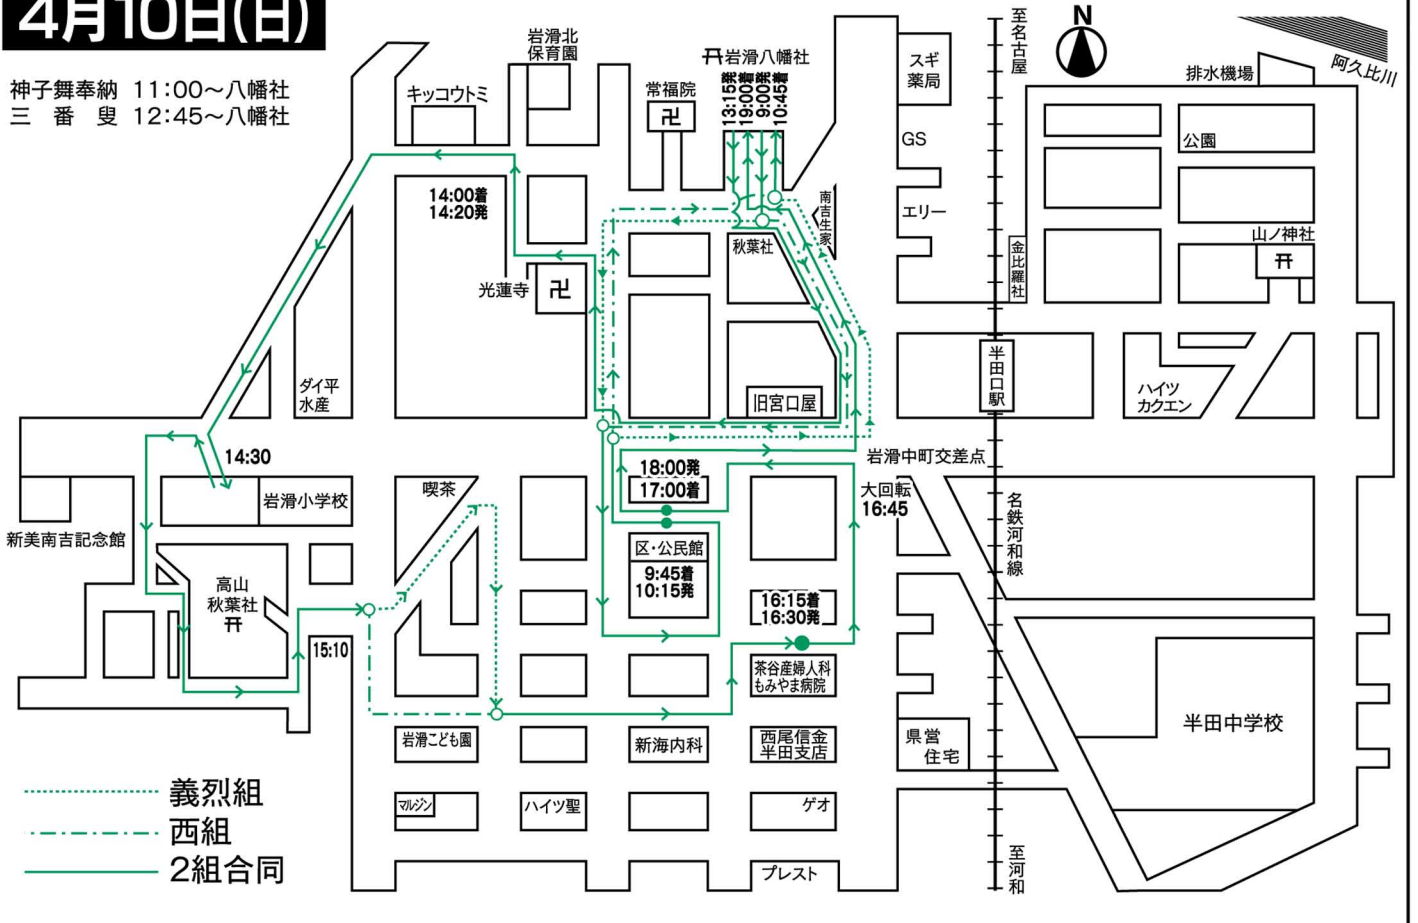 4月10日(日)
神子舞奉納 11:00～八幡社
三番叟 12:45～八幡社
岩滑北
保育園
キッコウトミ
常福院
卍
岩滑八幡社
13:15発
19:00着
9:00発
10:45着
スギ
薬局
GS
エリー
至名古屋
N
排水機場
阿久比川
公園
山ノ神社
金比羅社
南吉生家
14:00着
14:20発
秋葉社
光蓮寺
卍
ダイ平
水産
旧宮口屋
半田口駅
ハイツ
カクエン
14:30
岩滑小学校
喫茶
18:00発
17:00着
岩滑中町交差点
大回転
16:45
新美南吉記念館
名鉄河和線
区・公民館
9:45着
10:15発
高山
秋葉社
16:15着
16:30発
15:10
茶谷産婦人科
もみやま病院
岩滑こども園
新海内科
西尾信金
半田支店
県営
住宅
半田中学校
マルジン
ハイツ聖
ゲオ
プレスト
至河和
義烈組
西組
2組合同